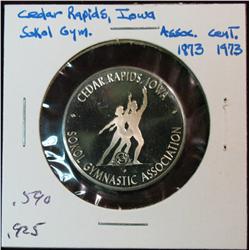 Cedar Rapids, Iowa
Sokol Gym. Assoc. Cent.
1873 1973
CEDAR RAPIDS, IOWA
SOKOL GYMNASTIC ASSOCIATION
.590
.925